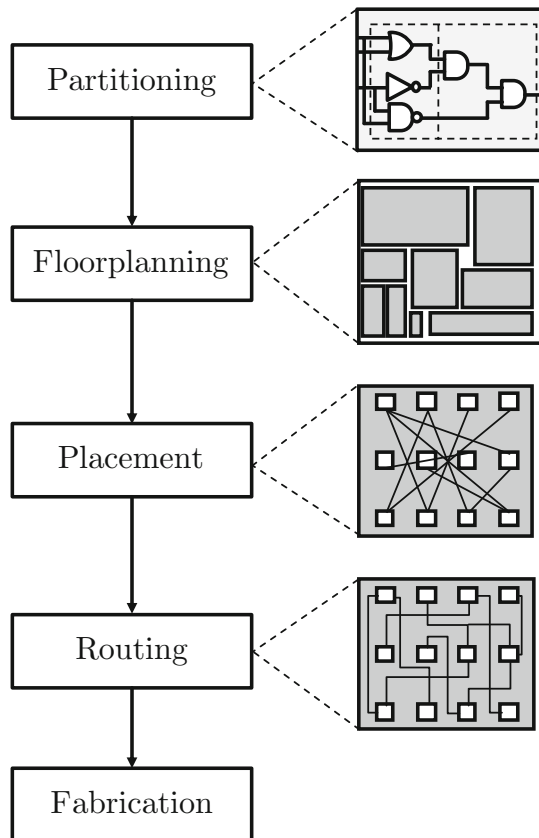 Partitioning
Floorplanning
Placement
Routing
Fabrication